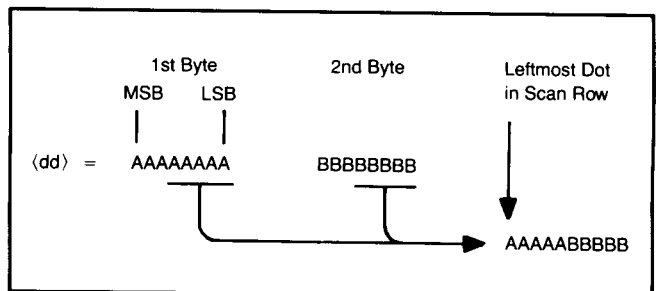 1st Byte 2nd Byte Leftmost Dot
MSB LSB in Scan Row
⟨dd⟩ = AAAAAAAA BBBBBBBB
AAAAABBBBB